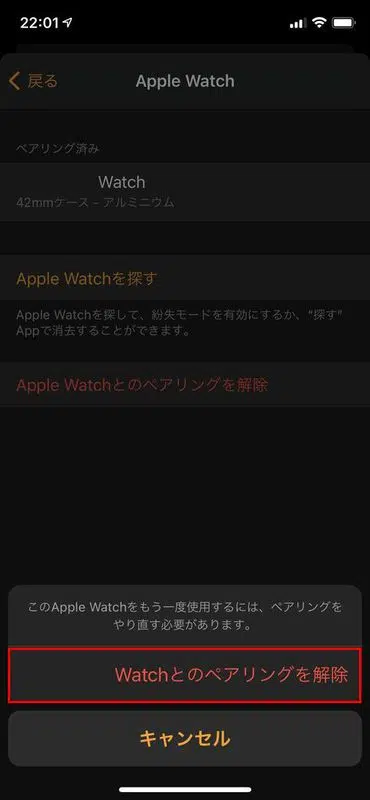 22:01
戻る
Apple Watch
ペアリング済み
Watch
42mmケース – アルミニウム
Apple Watchを探す
Apple Watchを探して、紛失モードを有効にするか、“探す”
Appで消去することができます。
Apple Watchとのペアリングを解除
このApple Watchをもう一度使用するには、ペアリングを
やり直す必要があります。
Watchとのペアリングを解除
キャンセル